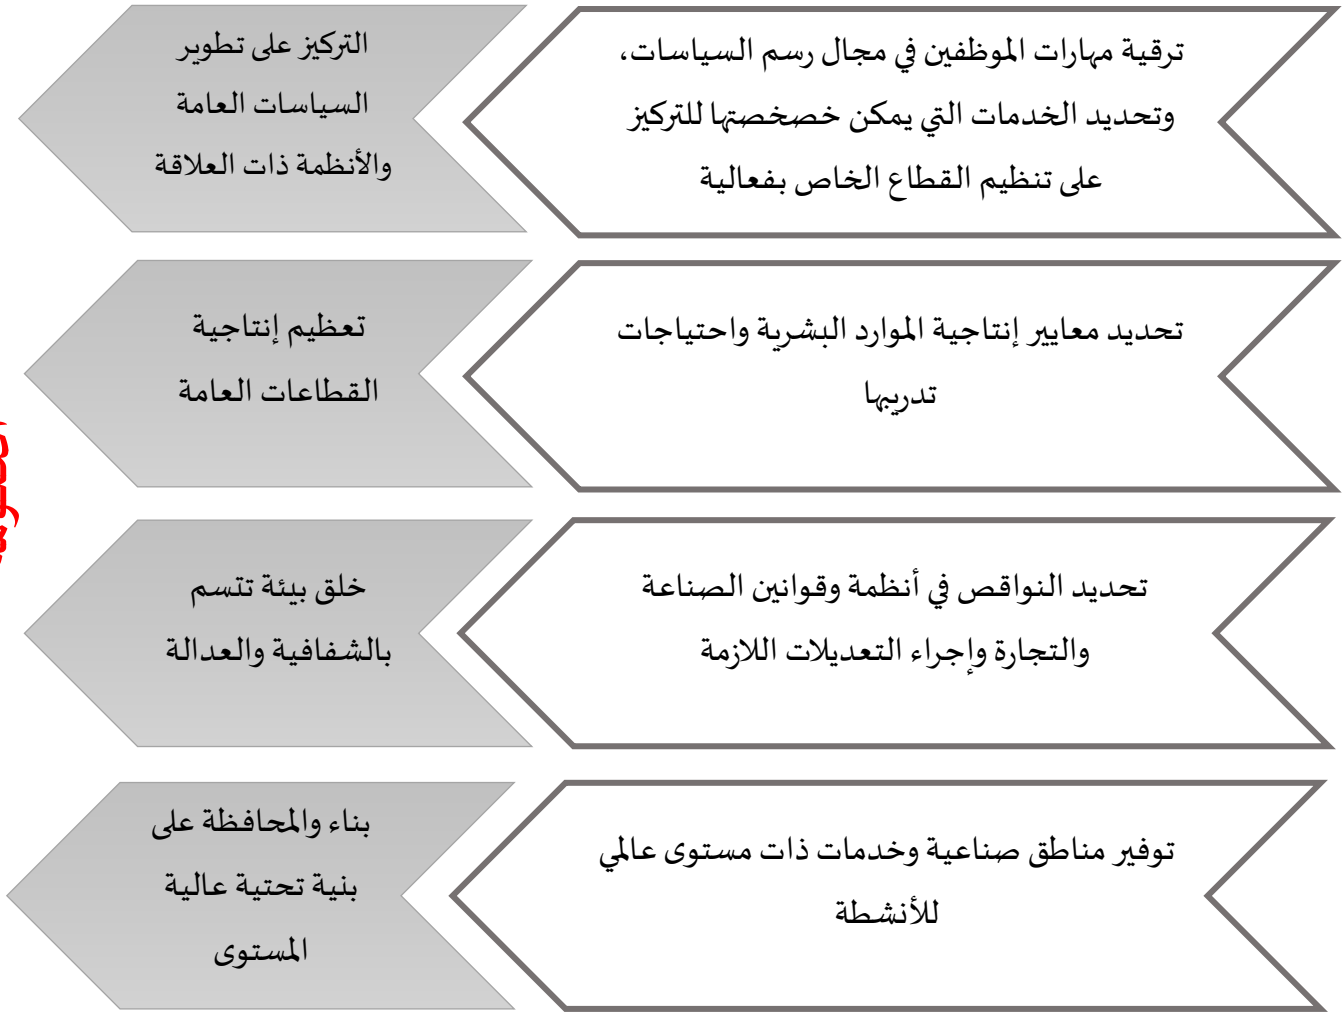 ترقية مهارات الموظفين في مجال رسم السياسات،
وتحديد الخدمات التي يمكن خصخصتها للتركيز
على تنظيم القطاع الخاص بفعالية
التركيز على تطوير
السياسات العامة
والأنظمة ذات العلاقة
تحديد معايير إنتاجية الموارد البشرية واحتياجات
تدريبها
تعظيم إنتاجية
القطاعات العامة
تحديد النواقص في أنظمة وقوانين الصناعة
والتجارة وإجراء التعديلات اللازمة
خلق بيئة تتسم
بالشفافية والعدالة
توفير مناطق صناعية وخدمات ذات مستوى عالمي
للأنشطة
بناء والمحافظة على
بنية تحتية عالية
المستوى